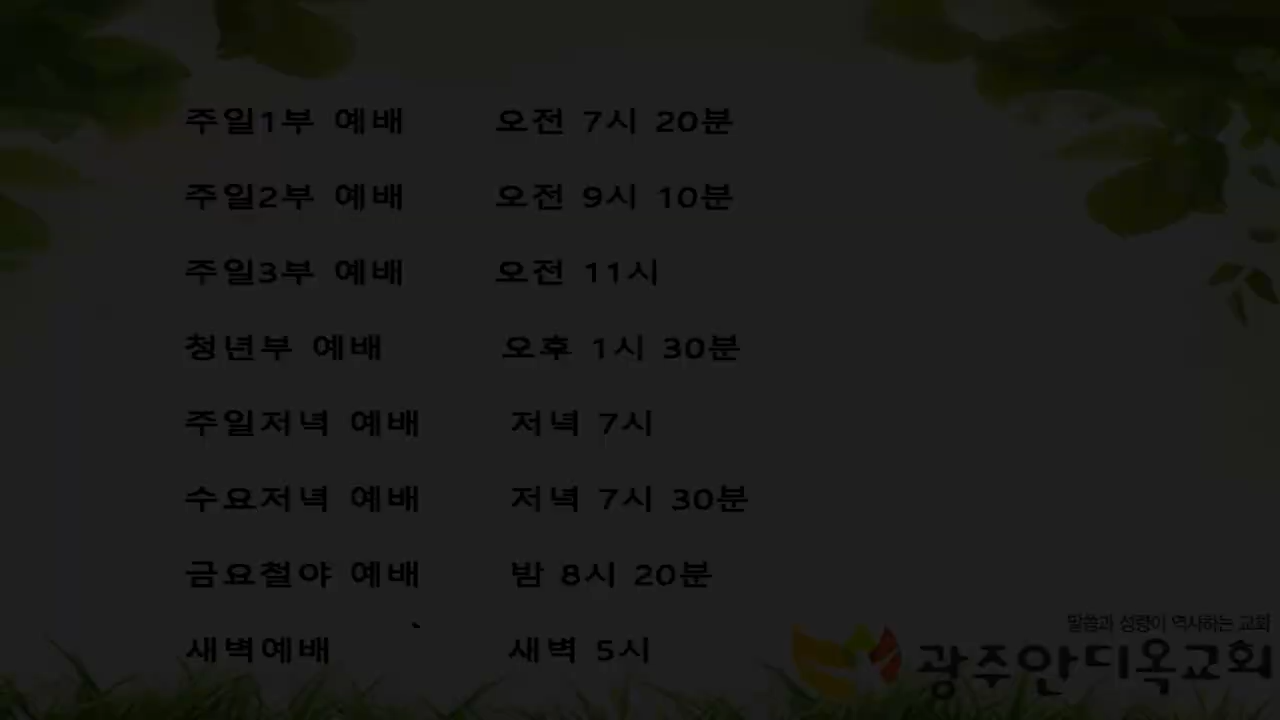 주일1부 예배 오전 7시 20분
주일2부 예배 오전 9시 10분
주일3부 예배 오전 11시
청년부 예배 오후 1시 30분
주일저녁 예배 저녁 7시
수요저녁 예배 저녁 7시 30분
금요철야 예배 밤 8시 20분
새벽예배 새벽 5시
말씀과 성령이 역사하는 교회
광주안디옥교회